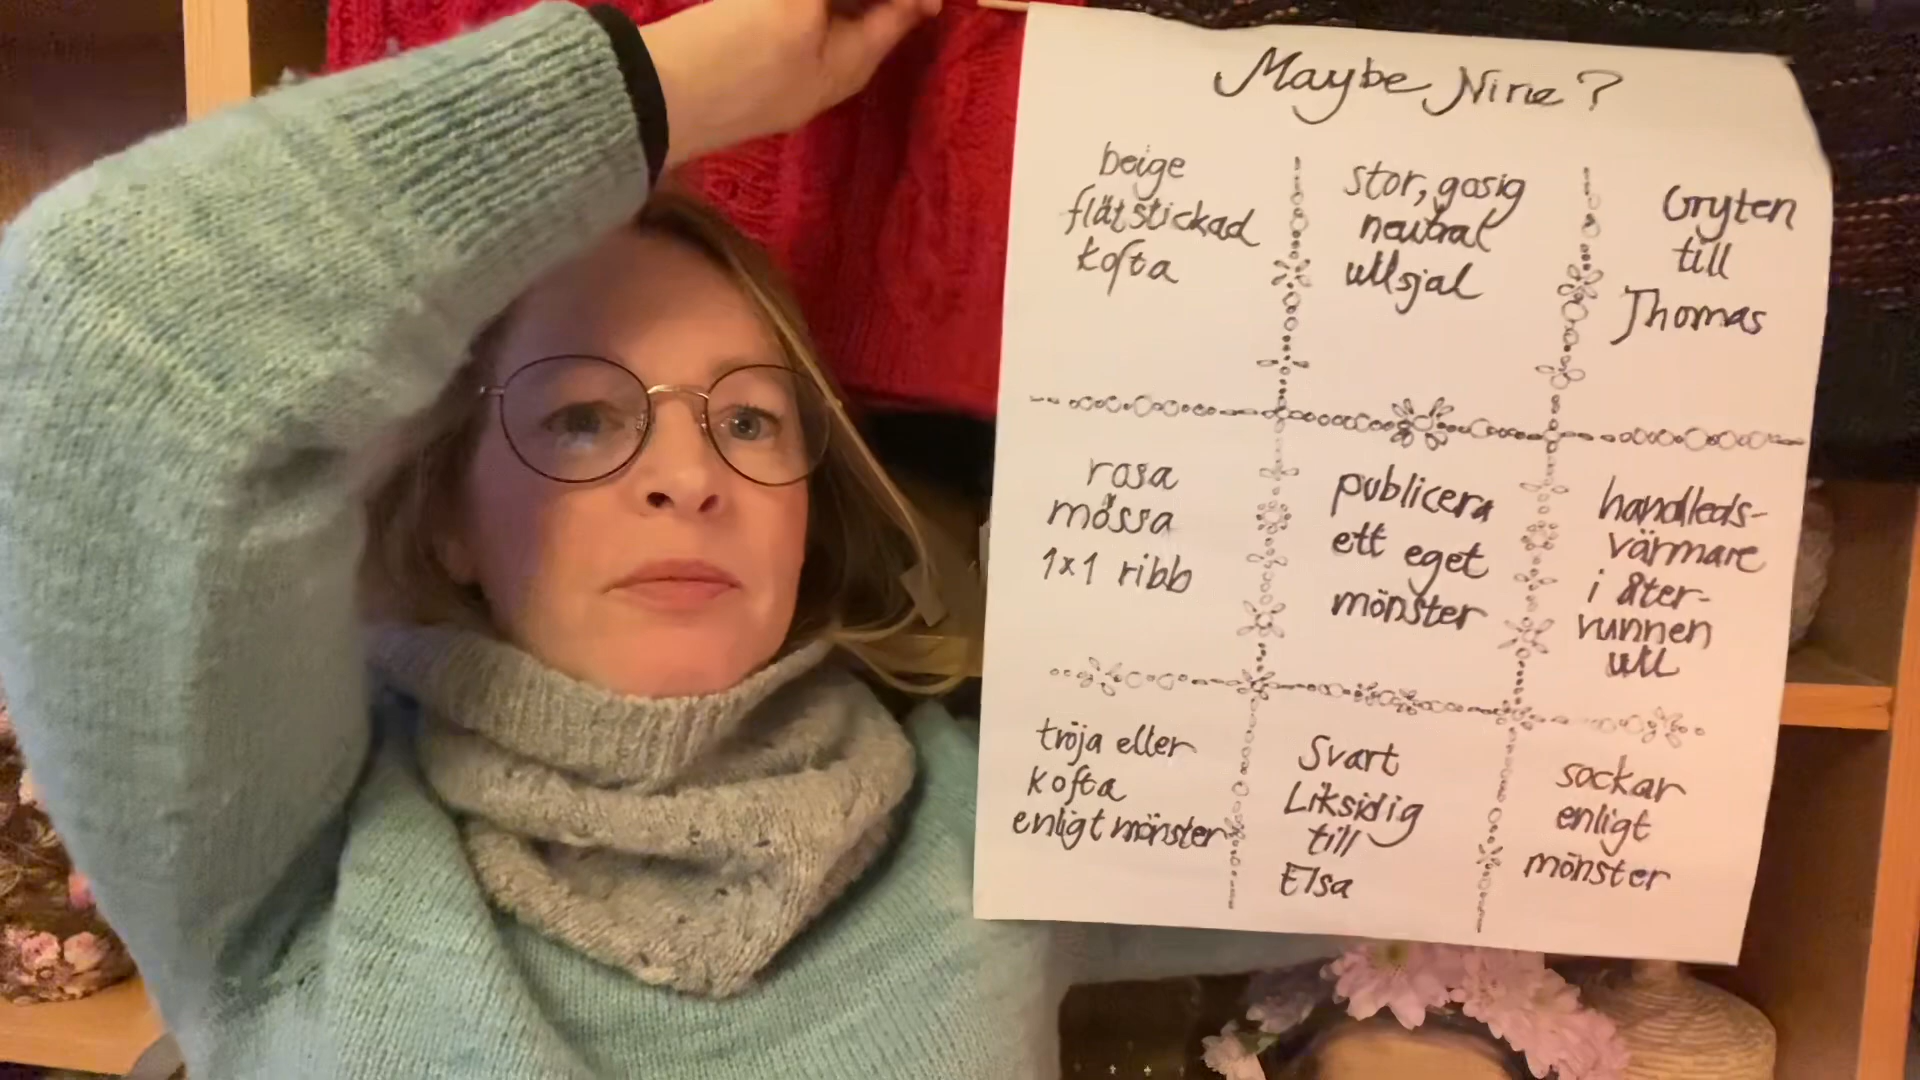 Maybe Nine?
beige
flätstickad
kofta
stor, gosig
neutral
ullsjal
Gryten
till
Thomas
rosa
mössa
1x1 ribb
publicera
ett eget
mönster
handleds-
värmare
i åter-
vunnen
ull
tröja eller
kofta
enligt mönster
Svart
Liksidig
till
Elsa
sockar
enligt
mönster